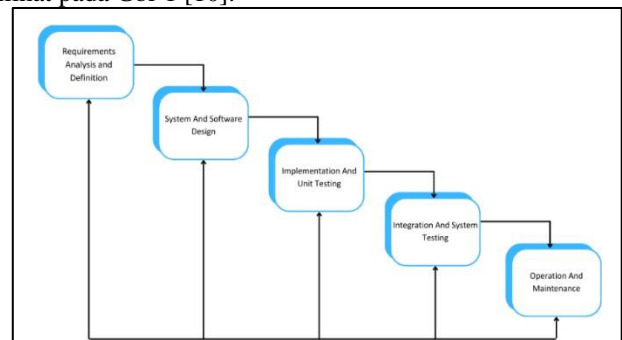 Requirements
Analysis and
Definition
System And Software
Design
Implementation And
Unit Testing
Integration And System
Testing
Operation And
Maintenance